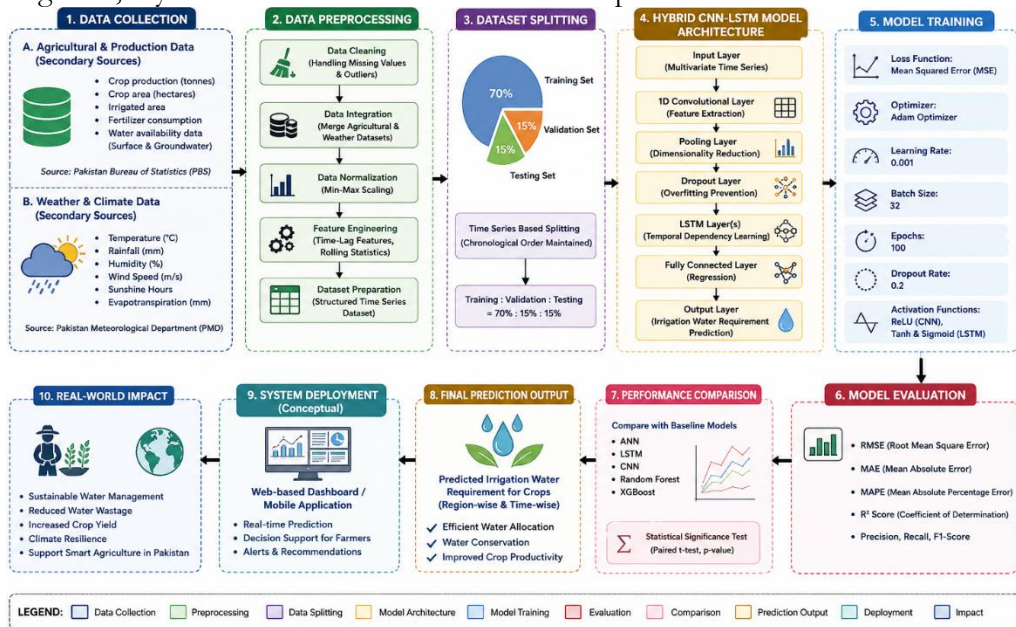 1. DATA COLLECTION
A. Agricultural & Production Data
(Secondary Sources)
• Crop production (tonnes)
• Crop area (hectares)
• Irrigated area
• Fertilizer consumption
• Water availability data
(Surface & Groundwater)
Source: Pakistan Bureau of Statistics (PBS)
B. Weather & Climate Data
(Secondary Sources)
• Temperature (°C)
• Rainfall (mm)
• Humidity (%)
• Wind Speed (m/s)
• Sunshine Hours
• Evapotranspiration (mm)
Source: Pakistan Meteorological Department (PMD)
2. DATA PREPROCESSING
Data Cleaning
(Handling Missing Values
& Outliers)
Data Integration
(Merge Agricultural &
Weather Datasets)
Data Normalization
(Min-Max Scaling)
Feature Engineering
(Time-Lag Features,
Rolling Statistics)
Dataset Preparation
(Structured Time Series
Dataset)
3. DATASET SPLITTING
Training Set
70%
15%
Validation Set
15%
Testing Set
Time Series Based Splitting
(Chronological Order Maintained)
Training : Validation : Testing
= 70% : 15% : 15%
4. HYBRID CNN-LSTM MODEL
ARCHITECTURE
Input Layer
(Multivariate Time Series)
1D Convolutional Layer
(Feature Extraction)
Pooling Layer
(Dimensionality Reduction)
Dropout Layer
(Overfitting Prevention)
LSTM Layer(s)
(Temporal Dependency Learning)
Fully Connected Layer
(Regression)
Output Layer
(Irrigation Water Requirement
Prediction)
5. MODEL TRAINING
Loss Function:
Mean Squared Error (MSE)
Optimizer:
Adam Optimizer
Learning Rate:
0.001
Batch Size:
32
Epochs:
100
Dropout Rate:
0.2
Activation Functions:
ReLU (CNN),
Tanh & Sigmoid (LSTM)
10. REAL-WORLD IMPACT
• Sustainable Water Management
• Reduced Water Wastage
• Increased Crop Yield
• Climate Resilience
• Support Smart Agriculture in Pakistan
9. SYSTEM DEPLOYMENT
(Conceptual)
Web-based Dashboard /
Mobile Application
• Real-time Prediction
• Decision Support for Farmers
• Alerts & Recommendations
8. FINAL PREDICTION OUTPUT
Predicted Irrigation Water
Requirement for Crops
(Region-wise & Time-wise)
✓ Efficient Water Allocation
✓ Water Conservation
✓ Improved Crop Productivity
7. PERFORMANCE COMPARISON
Compare with Baseline Models
• ANN
• LSTM
• CNN
• Random Forest
• XGBoost
Σ
Statistical Significance Test
(Paired t-test, p-value)
6. MODEL EVALUATION
• RMSE (Root Mean Square Error)
• MAE (Mean Absolute Error)
• MAPE (Mean Absolute Percentage Error)
• R² Score (Coefficient of Determination)
• Precision, Recall, F1-Score
LEGEND: Data Collection Preprocessing Data Splitting Model Architecture Model Training Evaluation Comparison Prediction Output Deployment Impact